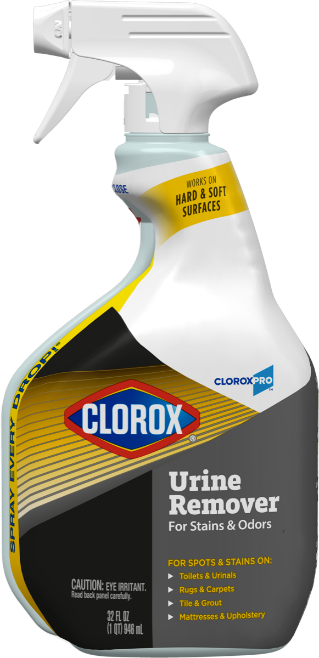 WORKS ON
HARD & SOFT
SURFACES
CLOROXPRO™
SPRAY EVERY DROP!
CLOROX®
Urine
Remover
For Stains & Odors
FOR SPOTS & STAINS ON:
▶ Toilets & Urinals
▶ Rugs & Carpets
▶ Tile & Grout
▶ Mattresses & Upholstery
CAUTION: EYE IRRITANT.
Read back panel carefully.
32 FL OZ
(1 QT) 946 mL